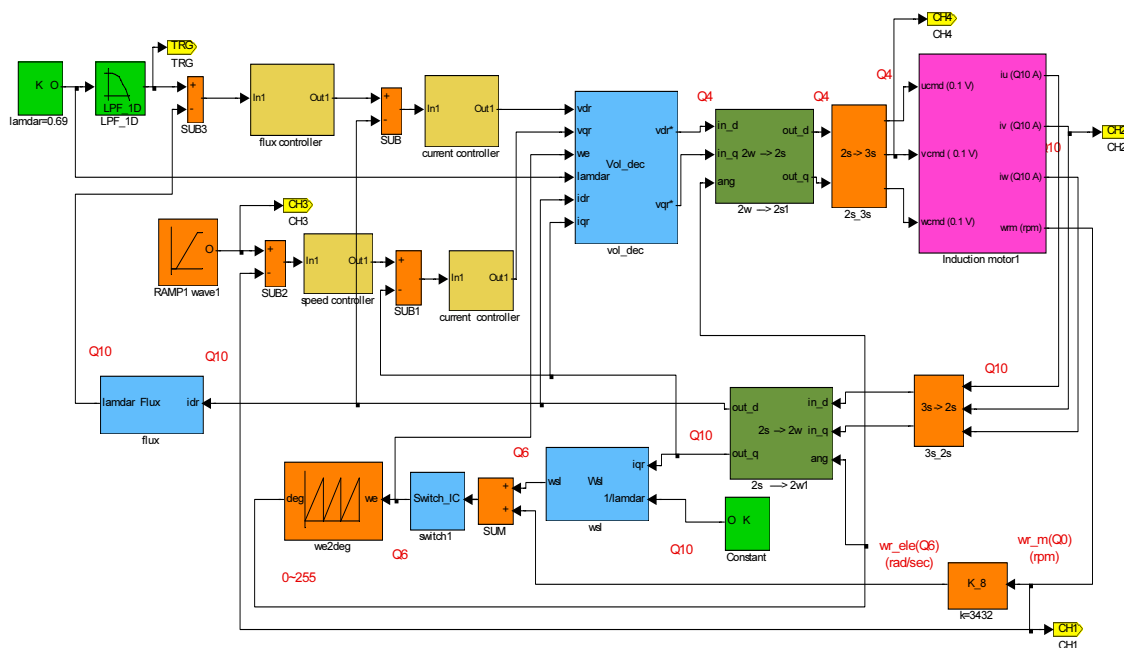 TRG
TRG
CH4
CH4
K O
lamdar=0.69
LPF_1D
LPF_1D
+
-
SUB3
In1 Out1
flux controller
+
-
SUB
In1 Out1
current controller
vdr
vqr
we
lamdar
idr
iqr
Vol_dec
vdr*
vqr*
vol_dec
Q4
in_d
in_q
ang
2w --> 2s
out_d
out_q
2w --> 2s1
Q4
2s-> 3s
2s_3s
Q4
ucmd (0.1 V)
vcmd ( 0.1 V)
wcmd (0.1 V)
iu (Q10 A)
iv (Q10 A)
iw (Q10 A)
wrm (rpm)
Induction motor1
Q10
CH2
CH2
CH3
CH3
O
RAMP1 wave1
+
-
SUB2
In1 Out1
speed controller
+
-
SUB1
In1 Out1
current controller
Q10
Q10
lamdar Flux idr
flux
out_d
out_q
2s --> 2w
in_d
in_q
ang
2s --> 2w1
Q10
3s-> 2s
3s_2s
Q10
deg we
we2deg
0~255
Switch_IC
switch1
Q6
+
+
SUM
Q6
wsl Wsl iqr
1/lamdar
wsl
O K
Constant
Q10
wr_ele(Q6)
(rad/sec)
wr_m(Q0)
(rpm)
K_8
k=3432
CH1
CH1